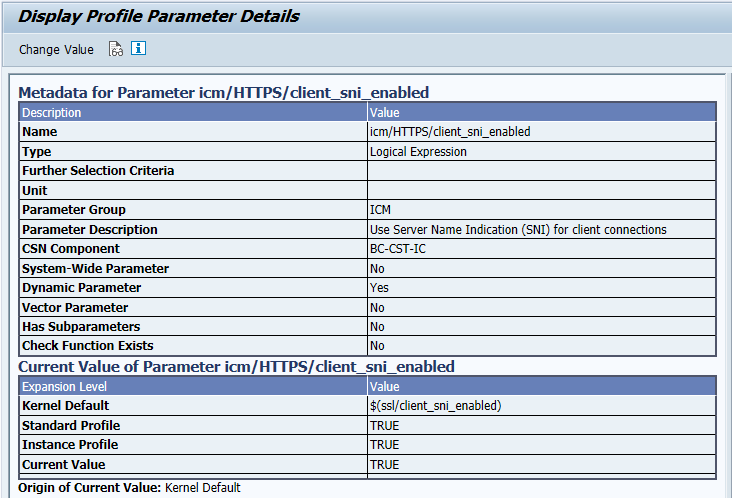 Display Profile Parameter Details
Change Value
Metadata for Parameter icm/HTTPS/client_sni_enabled
Description Value
Name icm/HTTPS/client_sni_enabled
Type Logical Expression
Further Selection Criteria
Unit
Parameter Group ICM
Parameter Description Use Server Name Indication (SNI) for client connections
CSN Component BC-CST-IC
System-Wide Parameter No
Dynamic Parameter Yes
Vector Parameter No
Has Subparameters No
Check Function Exists No
Current Value of Parameter icm/HTTPS/client_sni_enabled
Expansion Level Value
Kernel Default $(ssl/client_sni_enabled)
Standard Profile TRUE
Instance Profile TRUE
Current Value TRUE
Origin of Current Value: Kernel Default